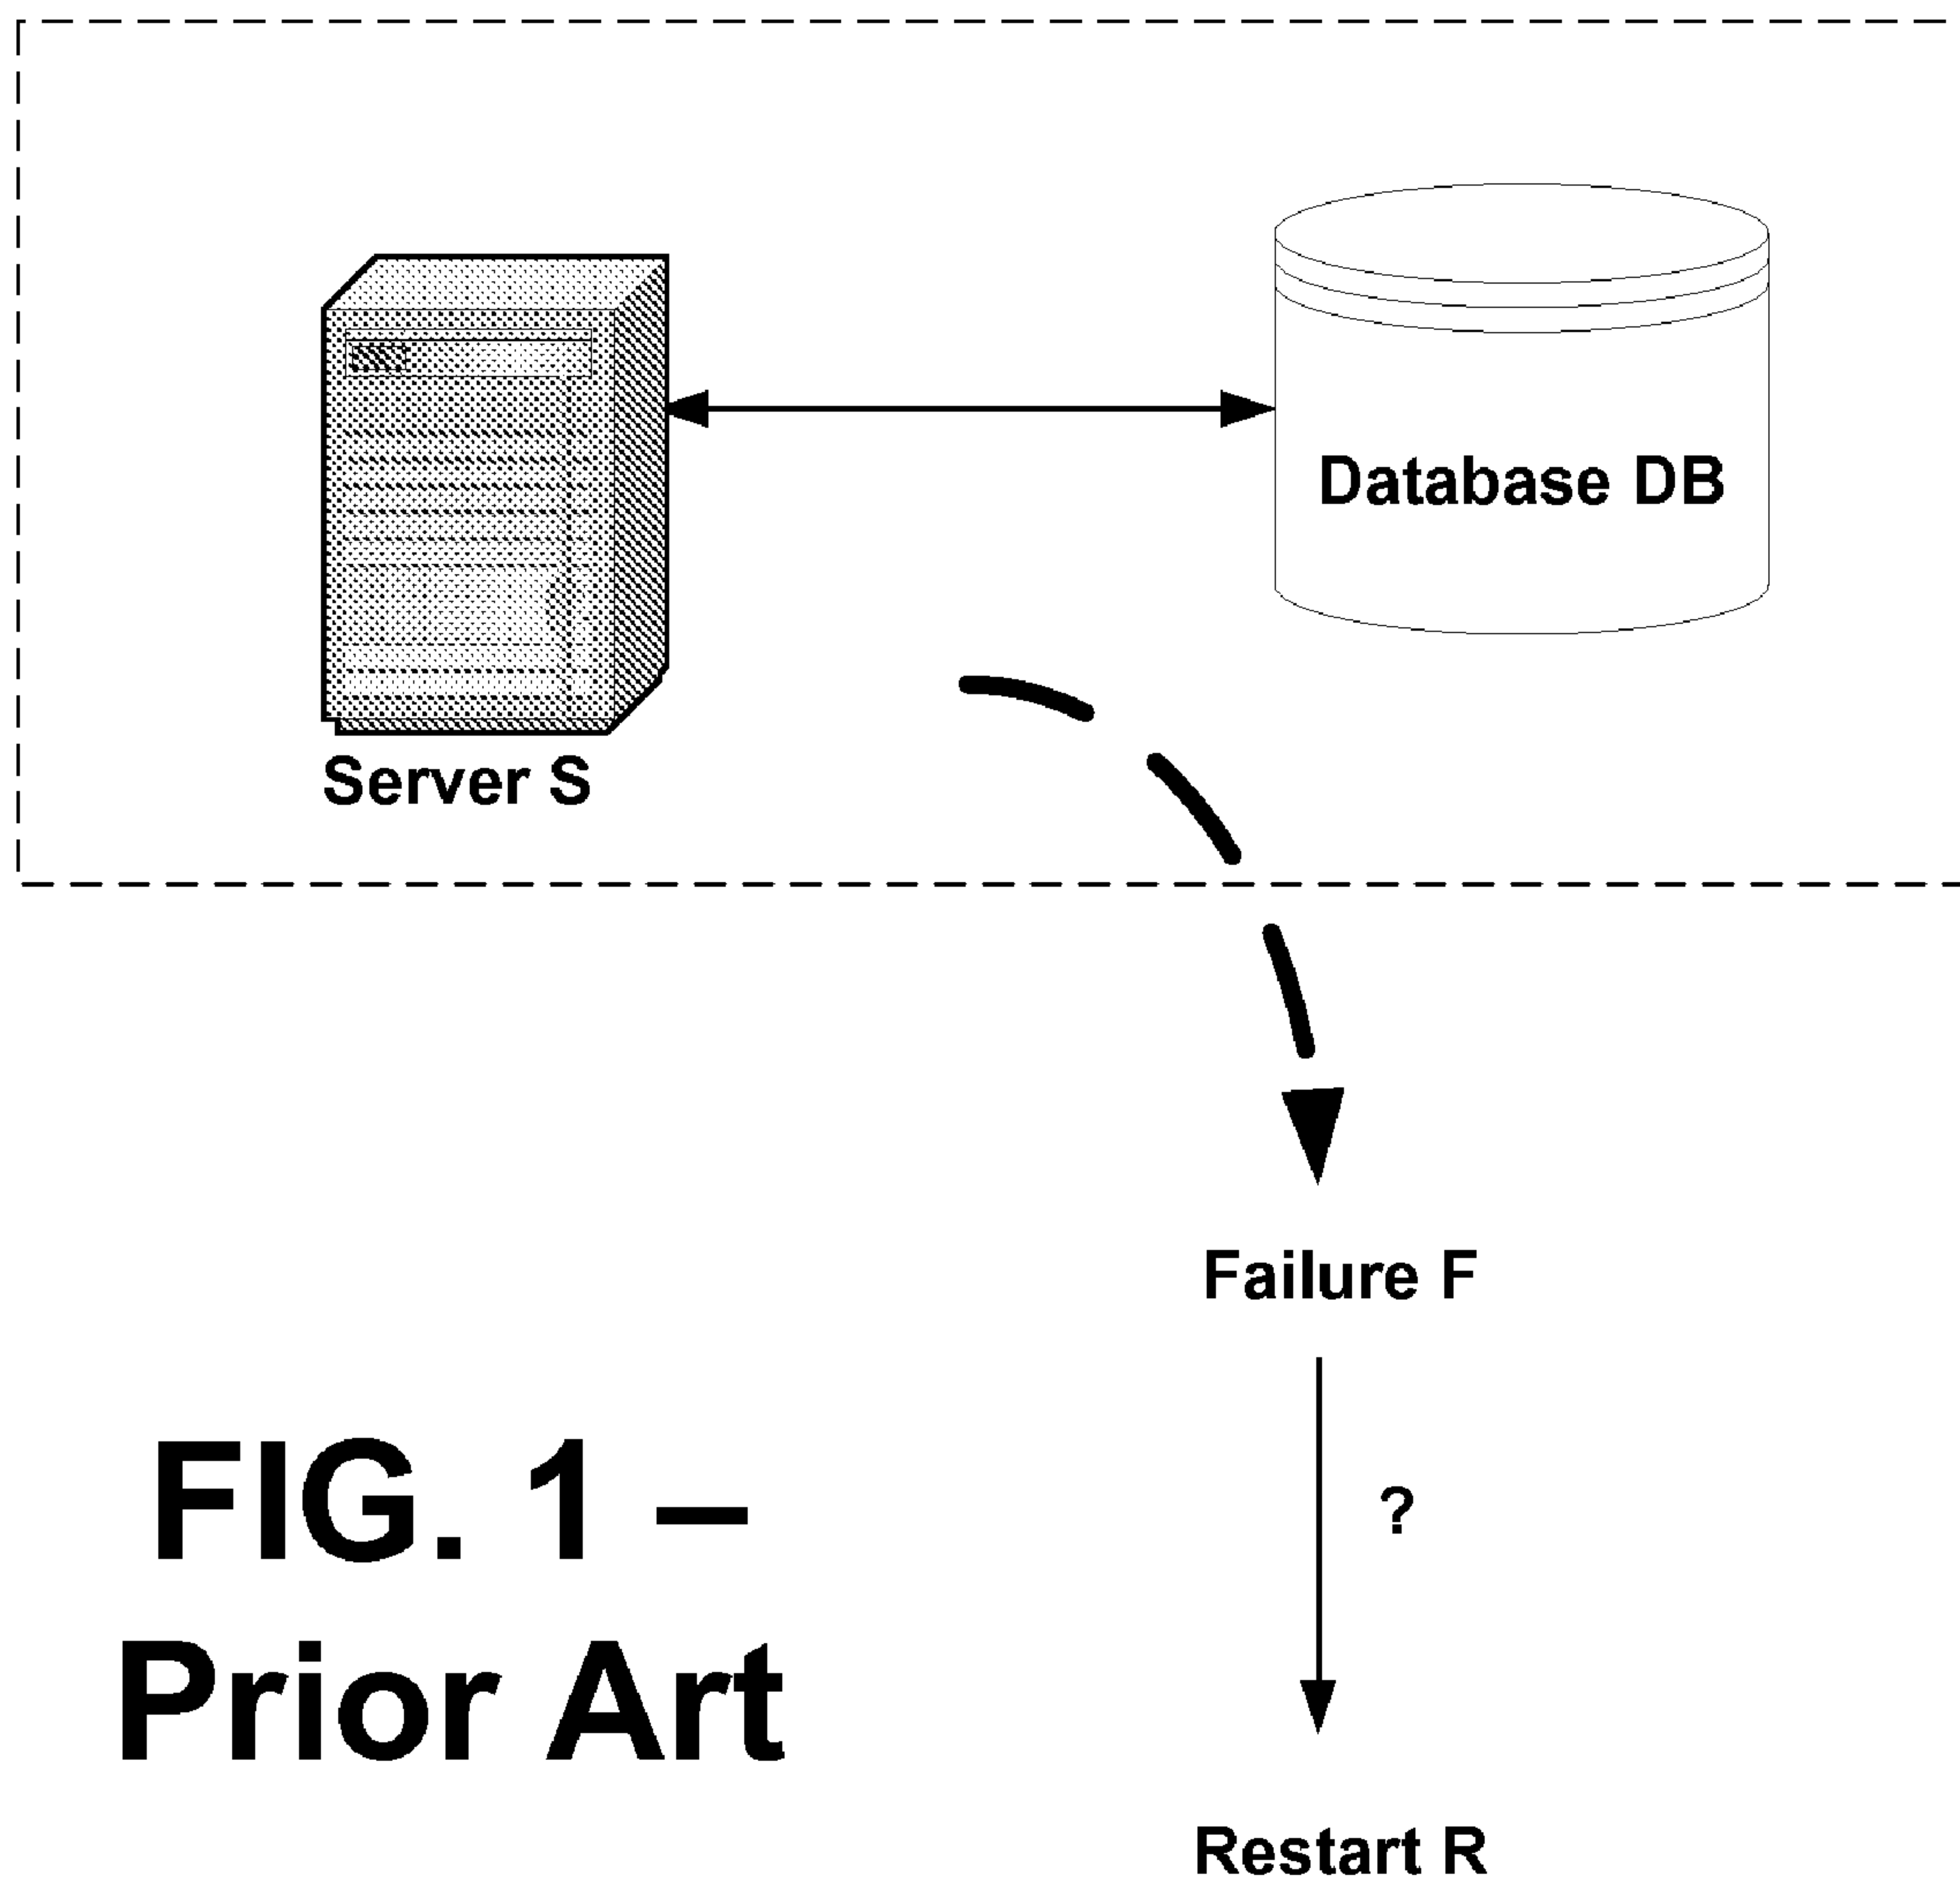 Database DB
Server S
Failure F
?
FIG. 1 –
Prior Art
Restart R